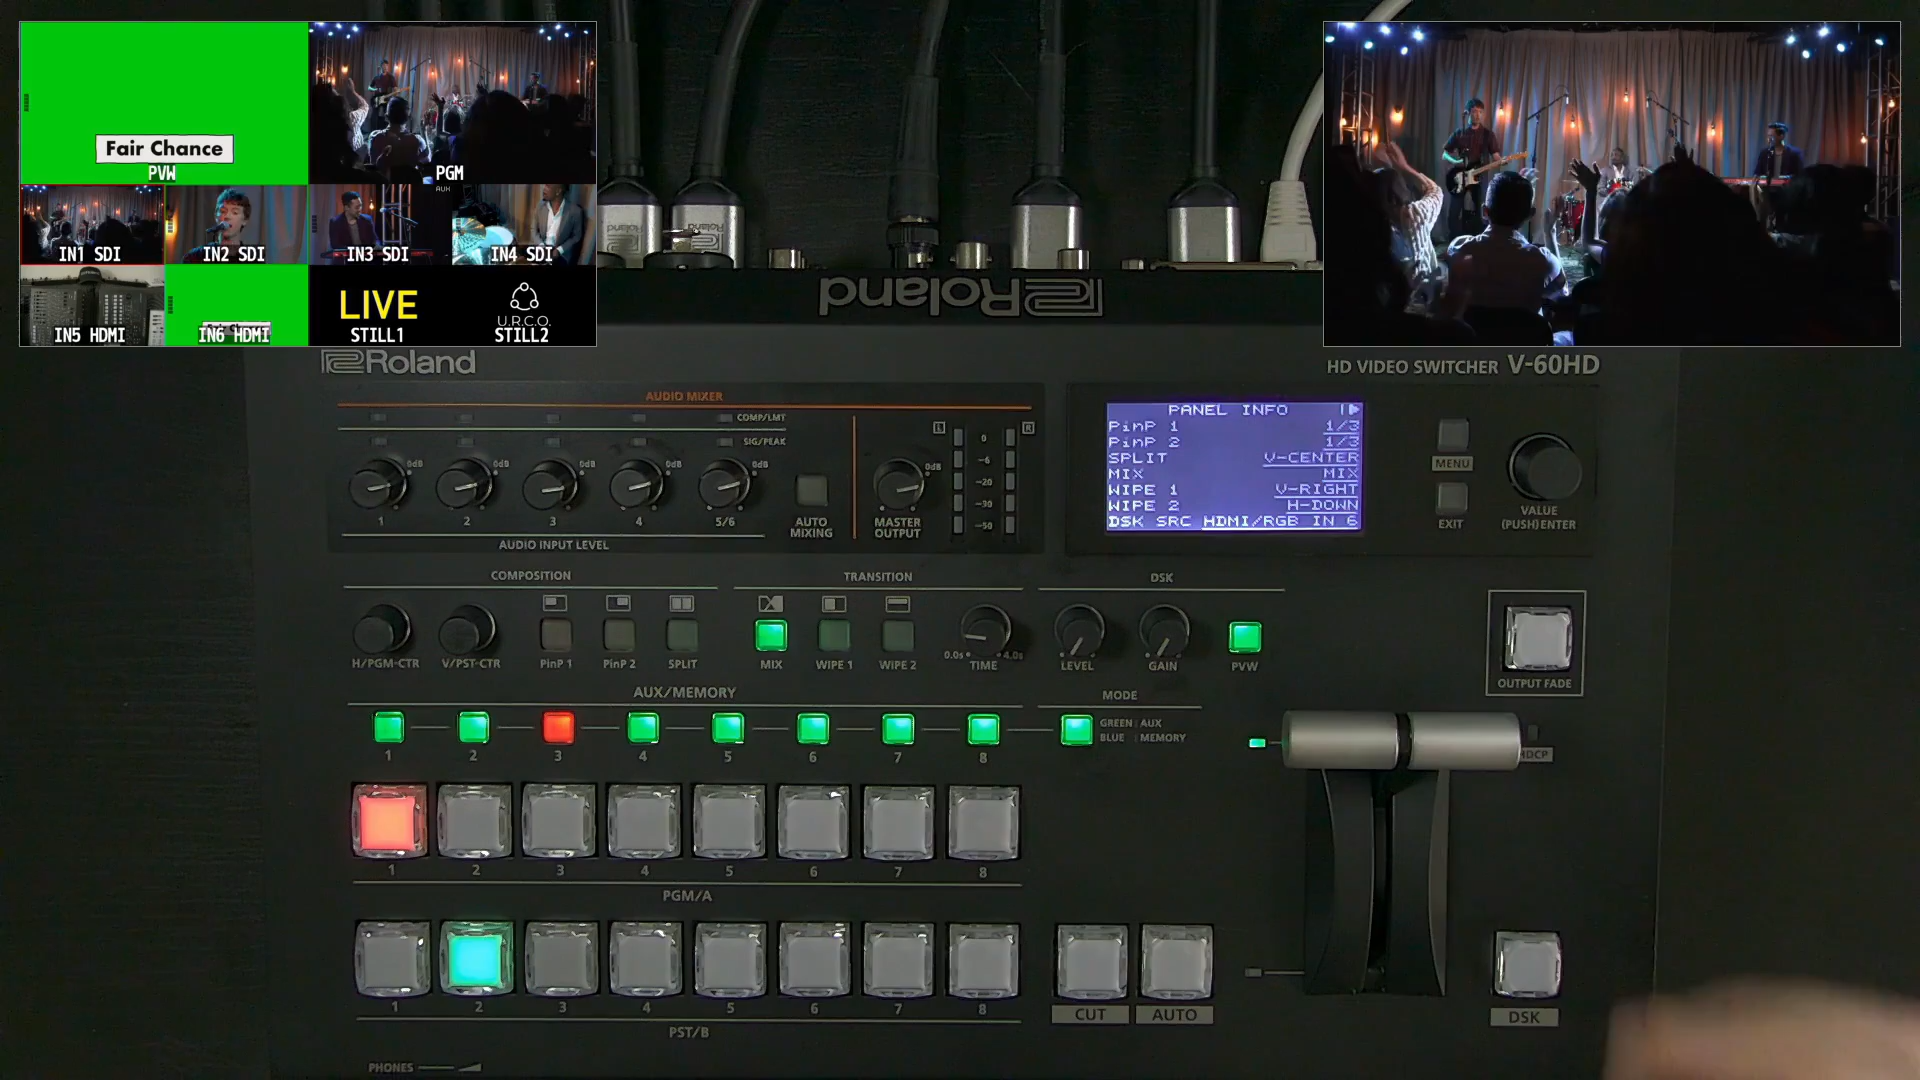 Fair Chance
PVW
PGM
AUX
IN1 SDI
IN2 SDI
IN3 SDI
IN4 SDI
LIVE
U.R.C.O.
IN5 HDMI
IN6 HDMI
STILL1
STILL2
Roland
Roland
Roland
Roland
HD VIDEO SWITCHER V-60HD
AUDIO MIXER
COMP/LMT
SIG/PEAK
0dB
0dB
0dB
0dB
0dB
0dB
L
R
0
-6
-20
-30
-50
1
2
3
4
5/6
AUTO MIXING
MASTER OUTPUT
AUDIO INPUT LEVEL
PANEL INFO 1
PinP 1 1/3
PinP 2 1/3
SPLIT V-CENTER
MIX MIX
WIPE 1 V-RIGHT
WIPE 2 H-DOWN
DSK SRC HDMI/RGB IN 6
MENU
EXIT
VALUE
(PUSH)ENTER
COMPOSITION
TRANSITION
DSK
H/PGM-CTR
V/PST-CTR
PinP 1
PinP 2
SPLIT
MIX
WIPE 1
WIPE 2
0.0s
4.0s
TIME
LEVEL
GAIN
PVW
OUTPUT FADE
AUX/MEMORY
MODE
GREEN : AUX
BLUE : MEMORY
1 2 3 4 5 6 7 8
HDCP
1 2 3 4 5 6 7 8
PGM/A
1 2 3 4 5 6 7 8
PST/B
CUT
AUTO
DSK
PHONES